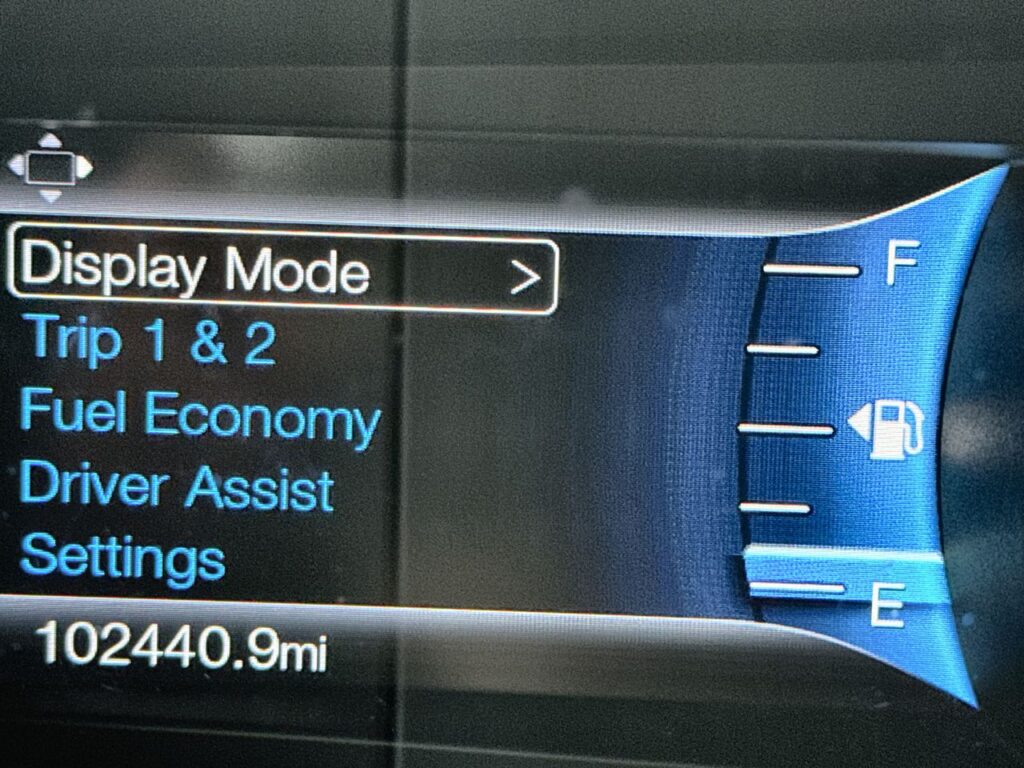 Display Mode >
Trip 1 & 2
Fuel Economy
Driver Assist
Settings
102440.9mi
F
E